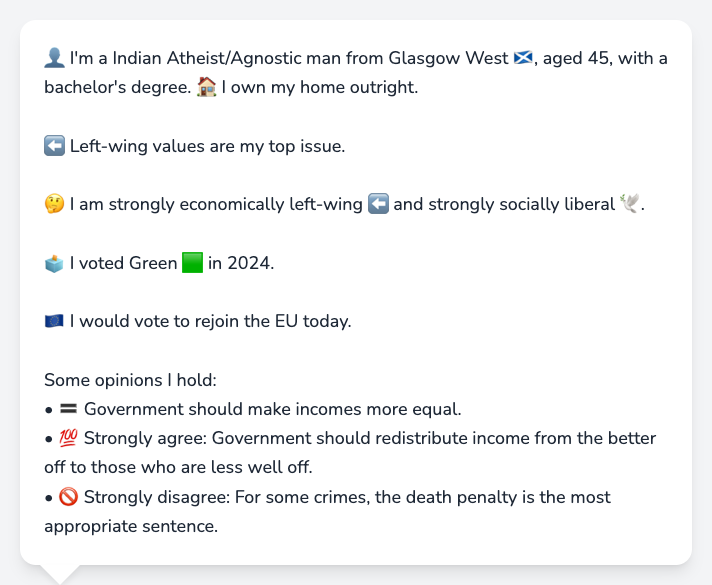 👤 I'm a Indian Atheist/Agnostic man from Glasgow West 🏴󠁧󠁢󠁳󠁣󠁴󠁿, aged 45, with a
bachelor's degree. 🏠 I own my home outright.
⬅️ Left-wing values are my top issue.
🤔 I am strongly economically left-wing ⬅️ and strongly socially liberal 🕊️.
🗳️ I voted Green 🟩 in 2024.
🇪🇺 I would vote to rejoin the EU today.
Some opinions I hold:
• 🟰 Government should make incomes more equal.
• 💯 Strongly agree: Government should redistribute income from the better
off to those who are less well off.
• 🚫 Strongly disagree: For some crimes, the death penalty is the most
appropriate sentence.